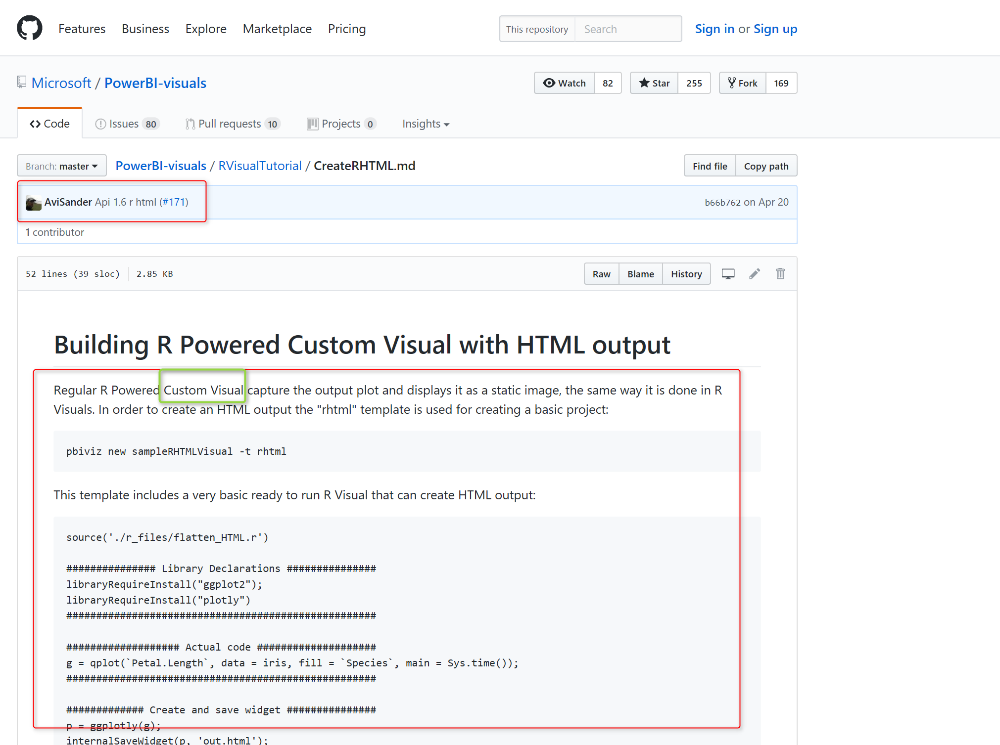 Features Business Explore Marketplace Pricing This repository Search Sign in or Sign up
Microsoft / PowerBI-visuals Watch 82 Star 255 Fork 169
Code Issues 80 Pull requests 10 Projects 0 Insights
Branch: master PowerBI-visuals / RVisualTutorial / CreateRHTML.md Find file Copy path
AviSander Api 1.6 r html (#171) b66b762 on Apr 20
1 contributor
52 lines (39 sloc) 2.85 KB Raw Blame History
Building R Powered Custom Visual with HTML output
Regular R Powered Custom Visual capture the output plot and displays it as a static image, the same way it is done in R
Visuals. In order to create an HTML output the "rhtml" template is used for creating a basic project:
pbiviz new sampleRHTMLVisual -t rhtml
This template includes a very basic ready to run R Visual that can create HTML output:
source('./r_files/flatten_HTML.r')
############### Library Declarations ###############
libraryRequireInstall("ggplot2");
libraryRequireInstall("plotly")
####################################################
################### Actual code ####################
g = qplot(`Petal.Length`, data = iris, fill = `Species`, main = Sys.time());
####################################################
############# Create and save widget ###############
p = ggplotly(g);
internalSaveWidget(p, 'out.html');